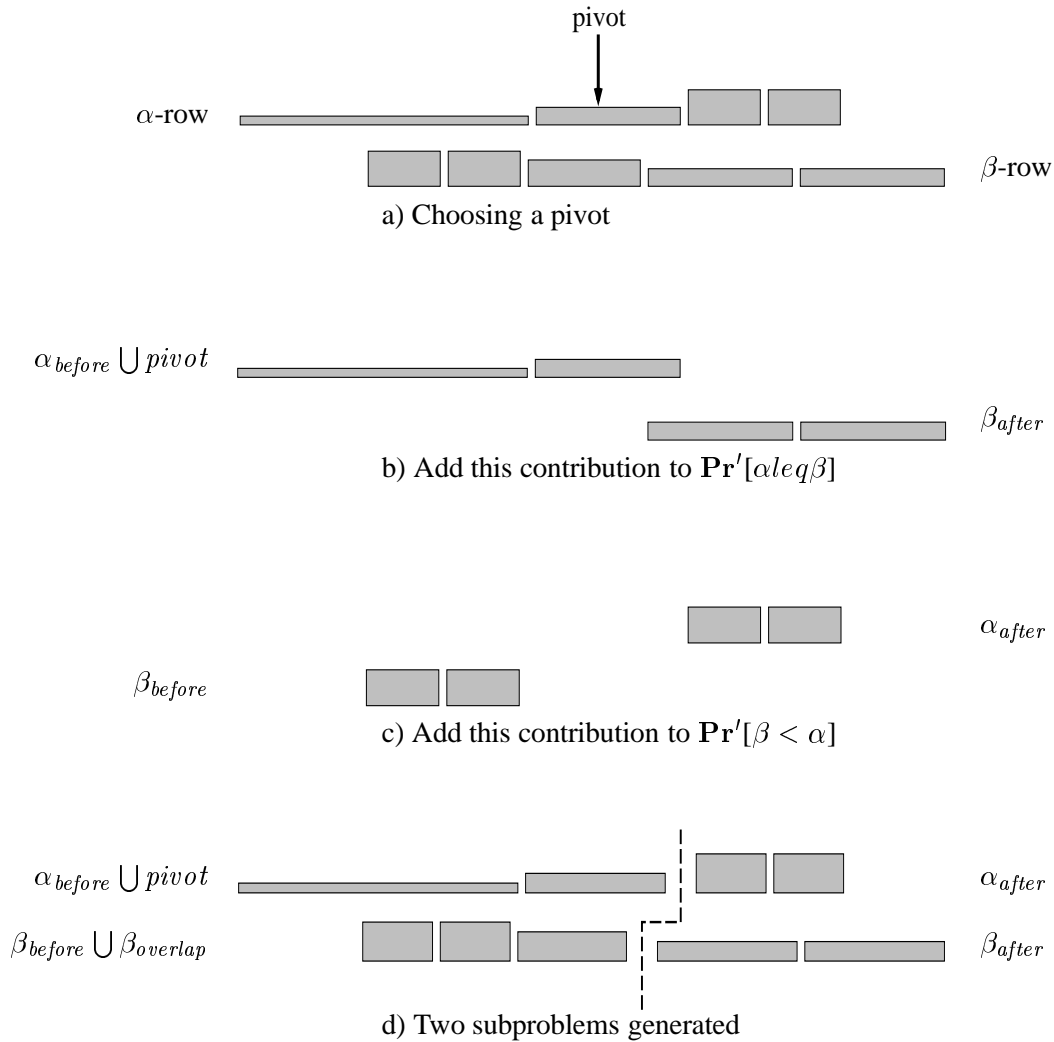 pivot
α-row
β-row
a) Choosing a pivot
α_before ⋃ pivot
β_after
b) Add this contribution to Pr′[αleqβ]
α_after
β_before
c) Add this contribution to Pr′[β < α]
α_before ⋃ pivot
α_after
β_before ⋃ β_overlap
β_after
d) Two subproblems generated